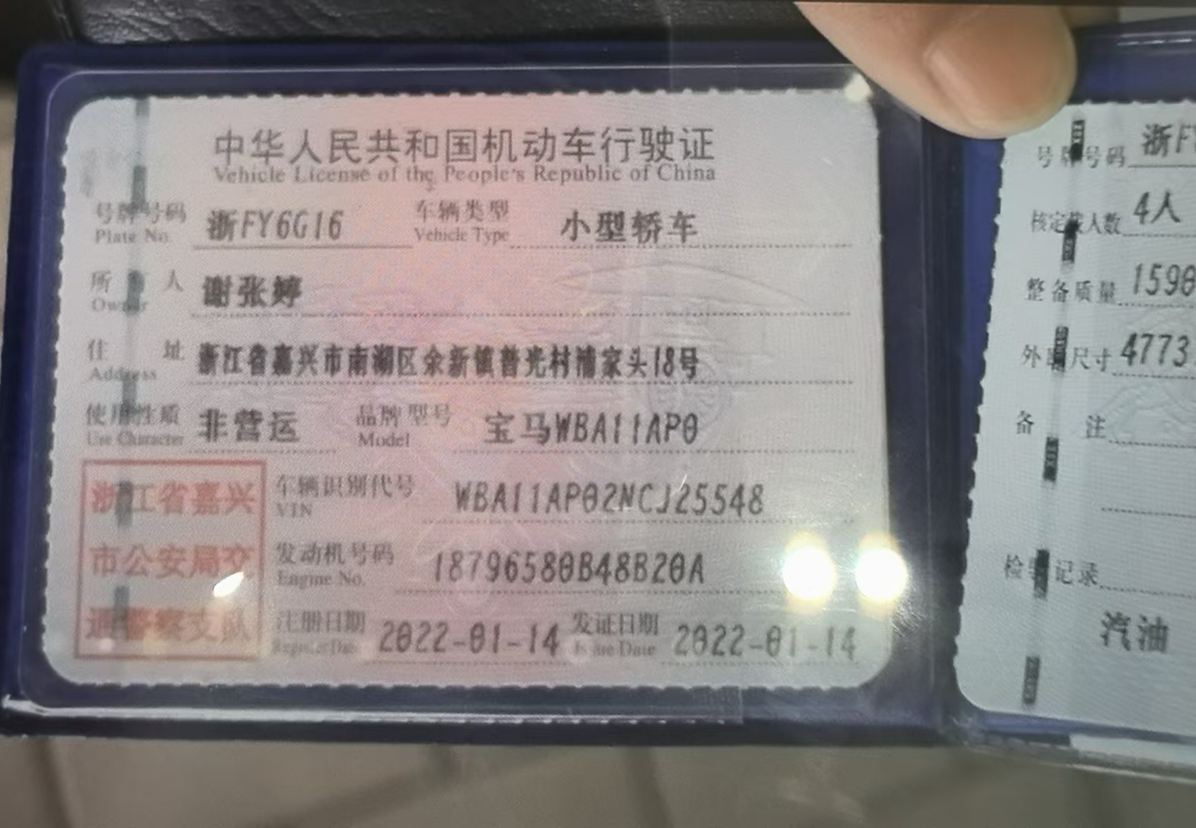 中华人民共和国机动车行驶证
Vehicle License of the People's Republic of China
号牌号码 浙FY6G16 车辆类型 小型轿车
Plate No. Vehicle Type
所有人 谢张婷
Owner
住址 浙江省嘉兴市南湖区余新镇普光村浦家头18号
Address
使用性质 非营运 品牌型号 宝马WBA11AP0
Use Character Model
浙江省嘉兴
市公安局交
通警察支队
车辆识别代号 WBA11AP02NCJ25548
VIN
发动机号码 18796580B48B20A
Engine No.
注册日期 2022-01-14 发证日期 2022-01-14
Register Date Issue Date
号牌号码 浙F
核定载人数 4人
整备质量 1590
外廓尺寸 4773
备注
检验记录
汽油